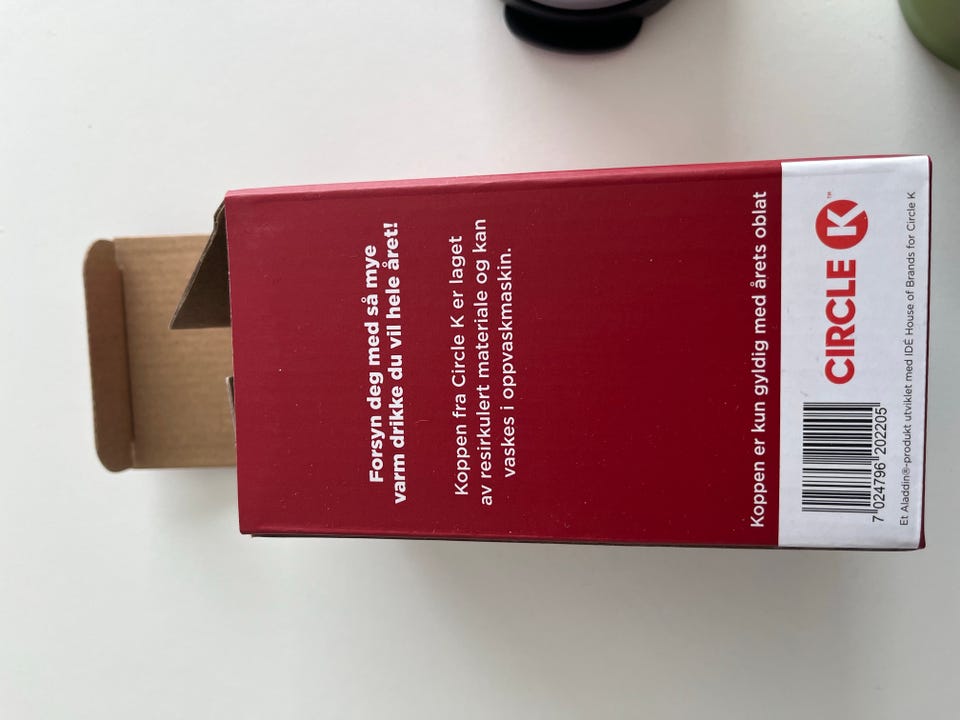 Forsyn deg med så mye
varm drikke du vil hele året!
Koppen fra Circle K er laget
av resirkulert materiale og kan
vaskes i oppvaskmaskin.
Koppen er kun gyldig med årets oblat
CIRCLE K™
7 024796 202205
Et Aladdin®-produkt utviklet med IDÉ House of Brands for Circle K